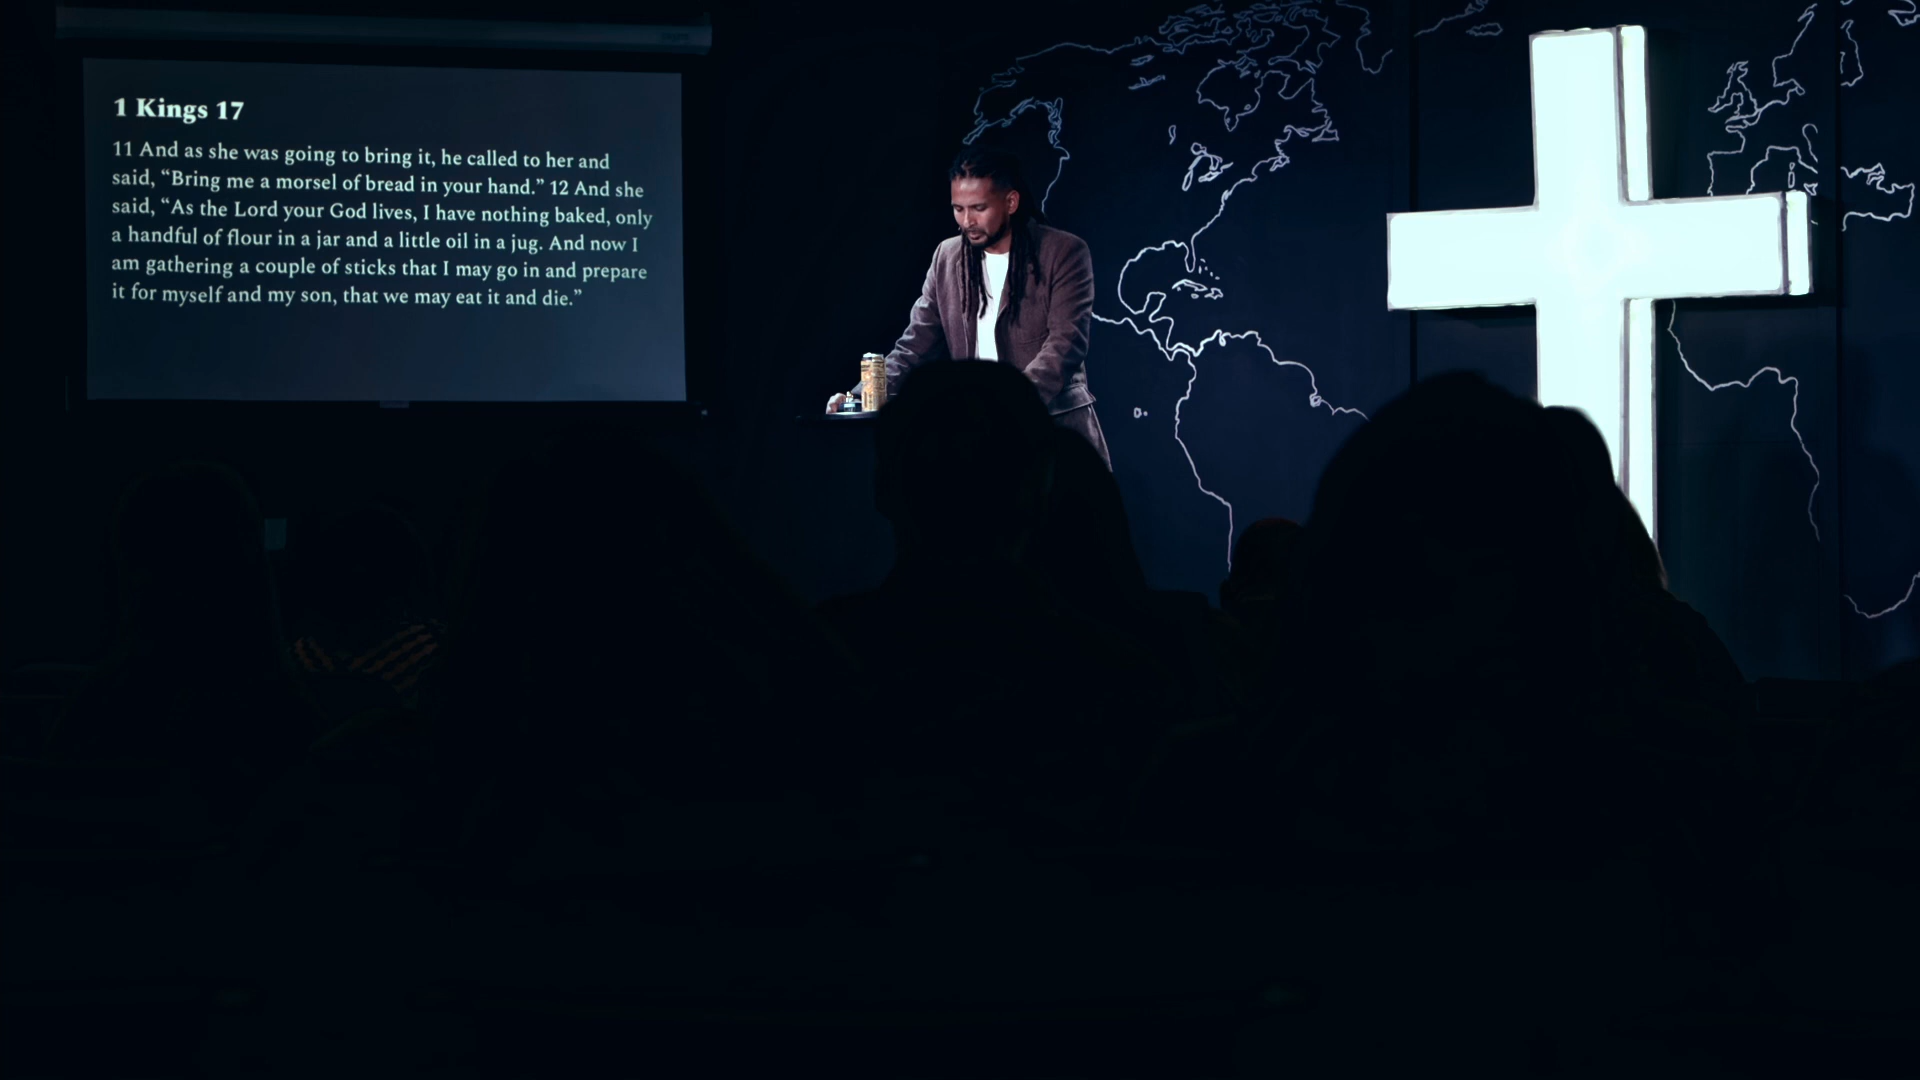 1 Kings 17
11 And as she was going to bring it, he called to her and
said, “Bring me a morsel of bread in your hand.” 12 And she
said, “As the Lord your God lives, I have nothing baked, only
a handful of flour in a jar and a little oil in a jug. And now I
am gathering a couple of sticks that I may go in and prepare
it for myself and my son, that we may eat it and die.”